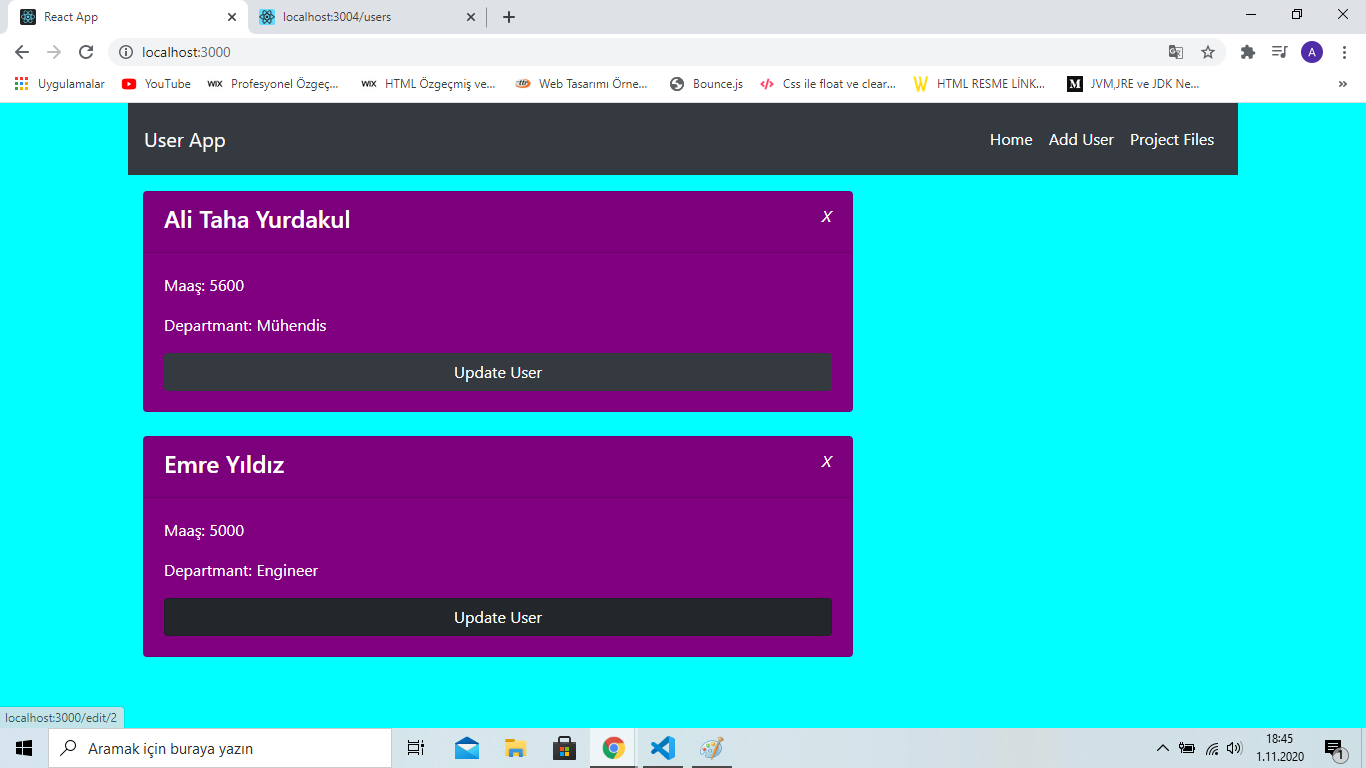 React App
localhost:3004/users
localhost:3000
A
Uygulamalar
YouTube
WIX Profesyonel Özgeç...
WIX HTML Özgeçmiş ve...
Web Tasarımı Örne...
Bounce.js
</> Css ile float ve clear...
W HTML RESME LİNK...
M JVM,JRE ve JDK Ne...
»
User App
Home
Add User
Project Files
Ali Taha Yurdakul
X
Maaş: 5600
Departmant: Mühendis
Update User
Emre Yıldız
X
Maaş: 5000
Departmant: Engineer
Update User
localhost:3000/edit/2
Aramak için buraya yazın
18:45
1.11.2020
1